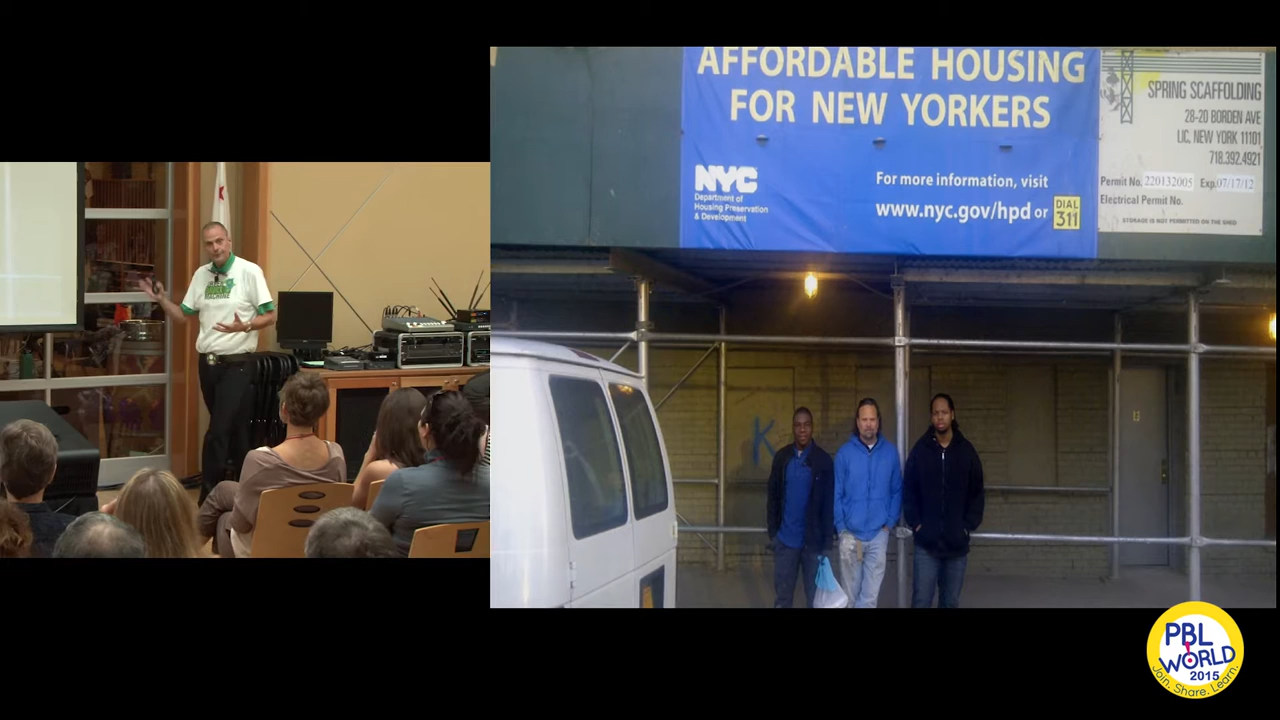 AFFORDABLE HOUSING
FOR NEW YORKERS
NYC
Department of
Housing Preservation
& Development
For more information, visit
www.nyc.gov/hpd or
DIAL
311
SPRING SCAFFOLDING
28-20 BORDEN AVE
LIC, NEW YORK 11101
718.392.4921
Permit No. 220132005 Exp. 07/17/12
Electrical Permit No.
STORAGE IS NOT PERMITTED ON THE SHED
K
MACHINE
PBL
WORLD
2015
Join. Share. Learn.